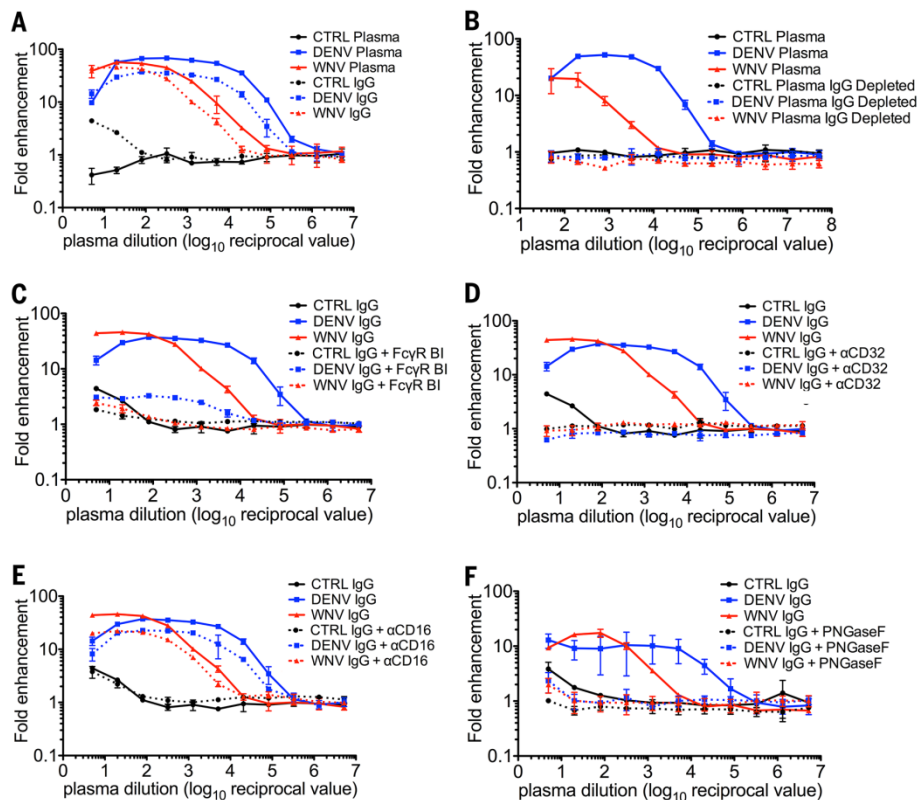 A
CTRL Plasma
DENV Plasma
WNV Plasma
CTRL IgG
DENV IgG
WNV IgG
Fold enhancement
100
10
1
0.1
0 1 2 3 4 5 6 7
plasma dilution (log10 reciprocal value)
B
CTRL Plasma
DENV Plasma
WNV Plasma
CTRL Plasma IgG Depleted
DENV Plasma IgG Depleted
WNV Plasma IgG Depleted
Fold enhancement
100
10
1
0.1
1 2 3 4 5 6 7 8
plasma dilution (log10 reciprocal value)
C
CTRL IgG
DENV IgG
WNV IgG
CTRL IgG + FcγR BI
DENV IgG + FcγR BI
WNV IgG + FcγR BI
Fold enhancement
100
10
1
0.1
0 1 2 3 4 5 6 7
plasma dilution (log10 reciprocal value)
D
CTRL IgG
DENV IgG
WNV IgG
CTRL IgG + αCD32
DENV IgG + αCD32
WNV IgG + αCD32
Fold enhancement
100
10
1
0.1
0 1 2 3 4 5 6 7
plasma dilution (log10 reciprocal value)
E
CTRL IgG
DENV IgG
WNV IgG
CTRL IgG + αCD16
DENV IgG + αCD16
WNV IgG + αCD16
Fold enhancement
100
10
1
0.1
0 1 2 3 4 5 6 7
plasma dilution (log10 reciprocal value)
F
CTRL IgG
DENV IgG
WNV IgG
CTRL IgG + PNGaseF
DENV IgG + PNGaseF
WNV IgG + PNGaseF
Fold enhancement
100
10
1
0.1
0 1 2 3 4 5 6 7
plasma dilution (log10 reciprocal value)